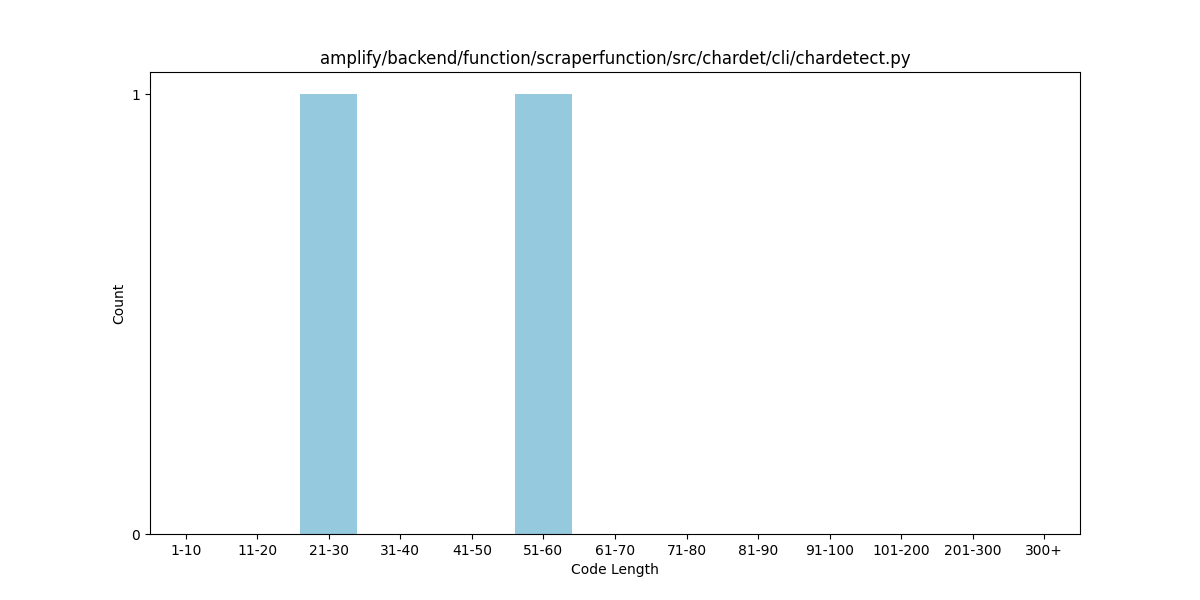 amplify/backend/function/scraperfunction/src/chardet/cli/chardetect.py
1
Count
0
1-10 11-20 21-30 31-40 41-50 51-60 61-70 71-80 81-90 91-100 101-200 201-300 300+
Code Length